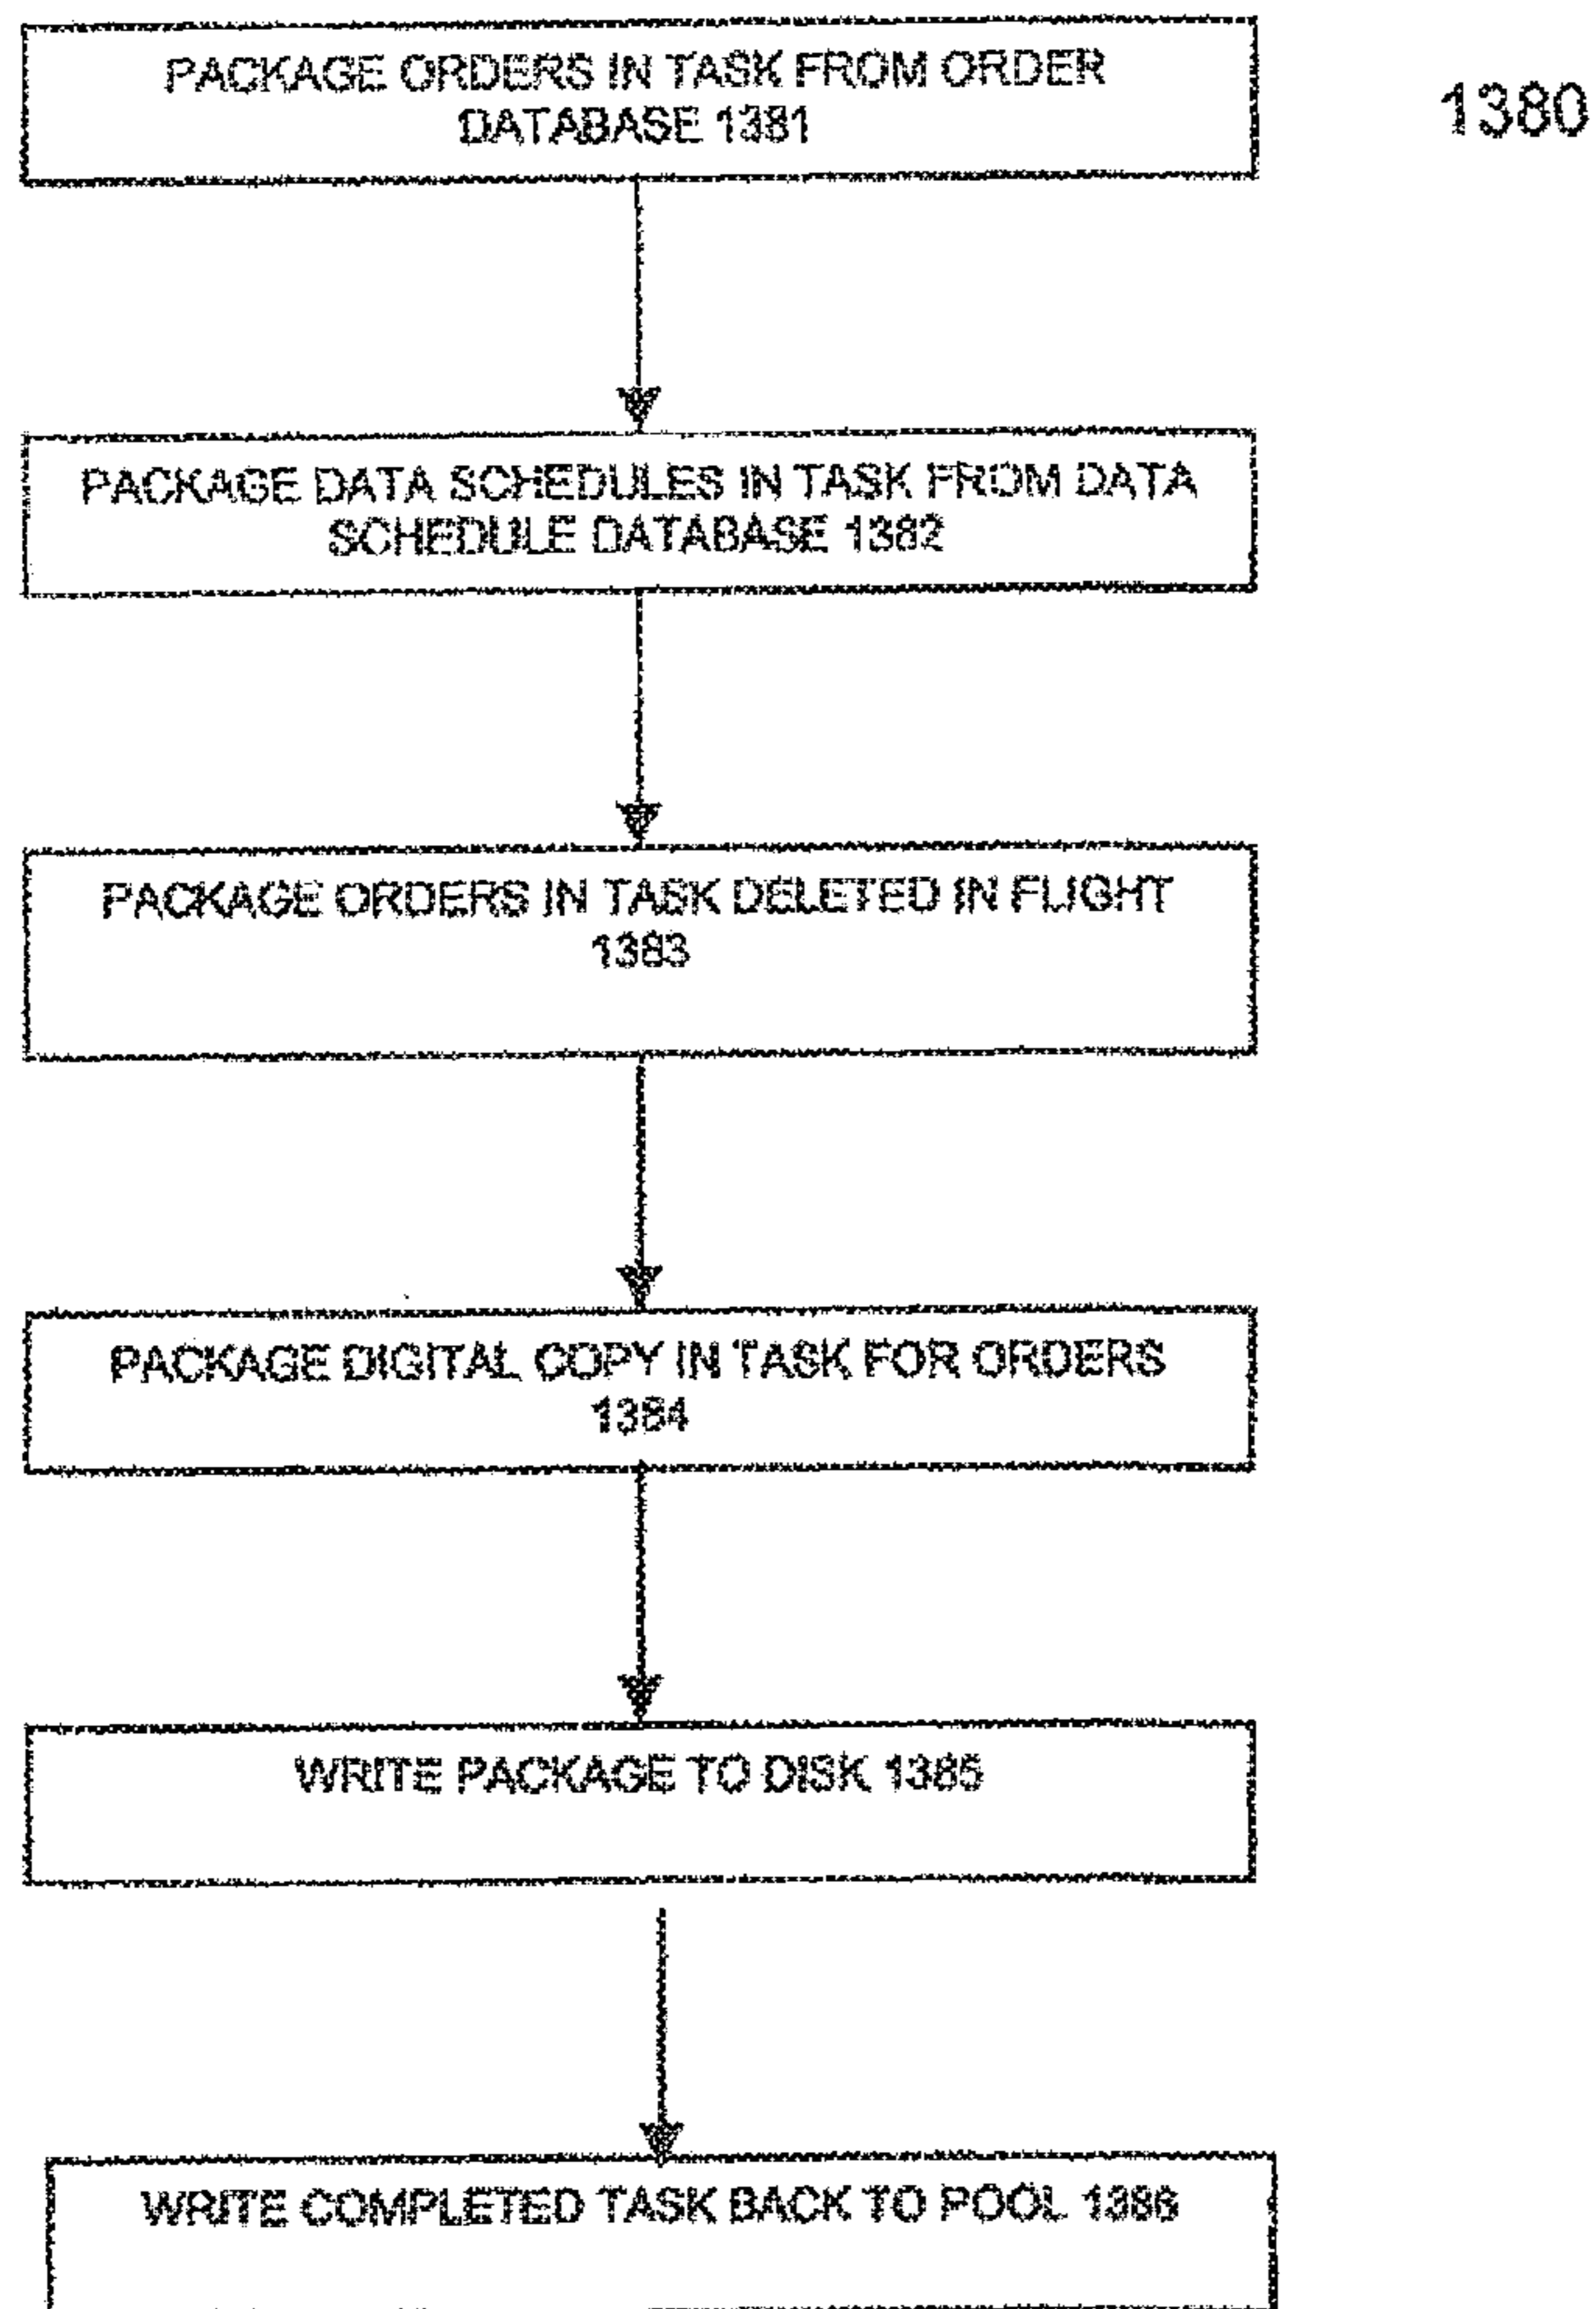 PACKAGE ORDERS IN TASK FROM ORDER
DATABASE 1381
1380
PACKAGE DATA SCHEDULES IN TASK FROM DATA
SCHEDULE DATABASE 1382
PACKAGE ORDERS IN TASK DELETED IN FLIGHT
1383
PACKAGE DIGITAL COPY IN TASK FOR ORDERS
1384
WRITE PACKAGE TO DISK 1385
WRITE COMPLETED TASK BACK TO POOL 1386